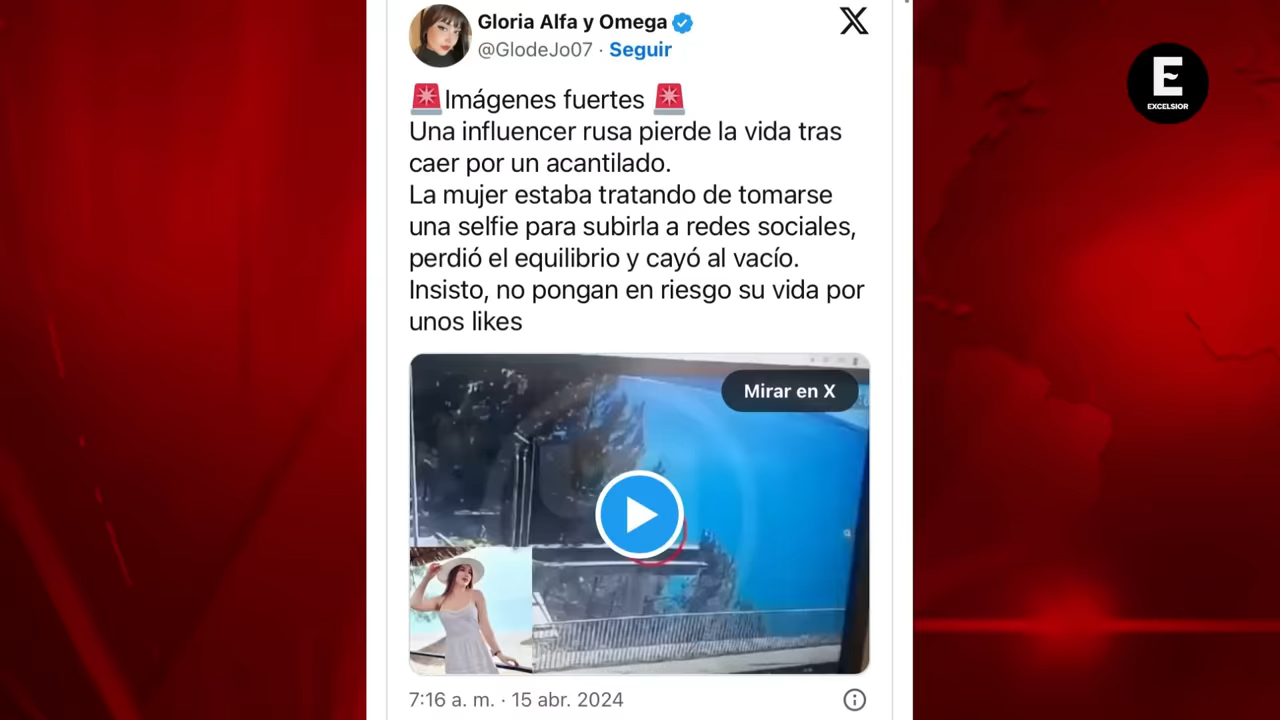 Gloria Alfa y Omega
@GlodeJo07 · Seguir
🚨Imágenes fuertes 🚨
Una influencer rusa pierde la vida tras
caer por un acantilado.
La mujer estaba tratando de tomarse
una selfie para subirla a redes sociales,
perdió el equilibrio y cayó al vacío.
Insisto, no pongan en riesgo su vida por
unos likes
Mirar en X
7:16 a. m. · 15 abr. 2024
E
EXCELSIOR